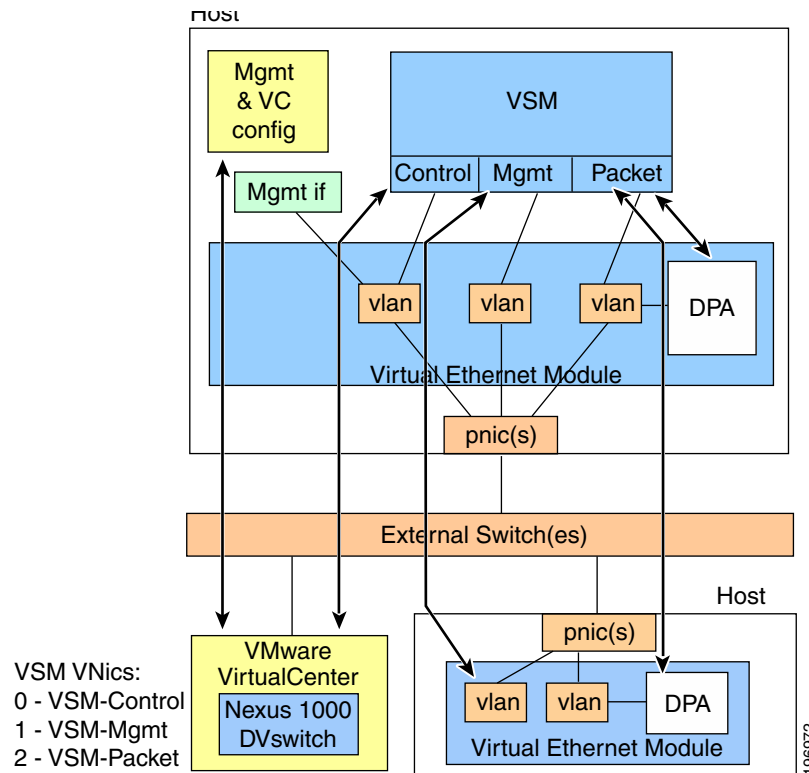 Host
Mgmt
& VC
config
VSM
Control
Mgmt
Packet
Mgmt if
vlan
vlan
vlan
DPA
Virtual Ethernet Module
pnic(s)
External Switch(es)
Host
VMware
VirtualCenter
Nexus 1000
DVswitch
pnic(s)
vlan
vlan
DPA
Virtual Ethernet Module
VSM VNics:
0 - VSM-Control
1 - VSM-Mgmt
2 - VSM-Packet